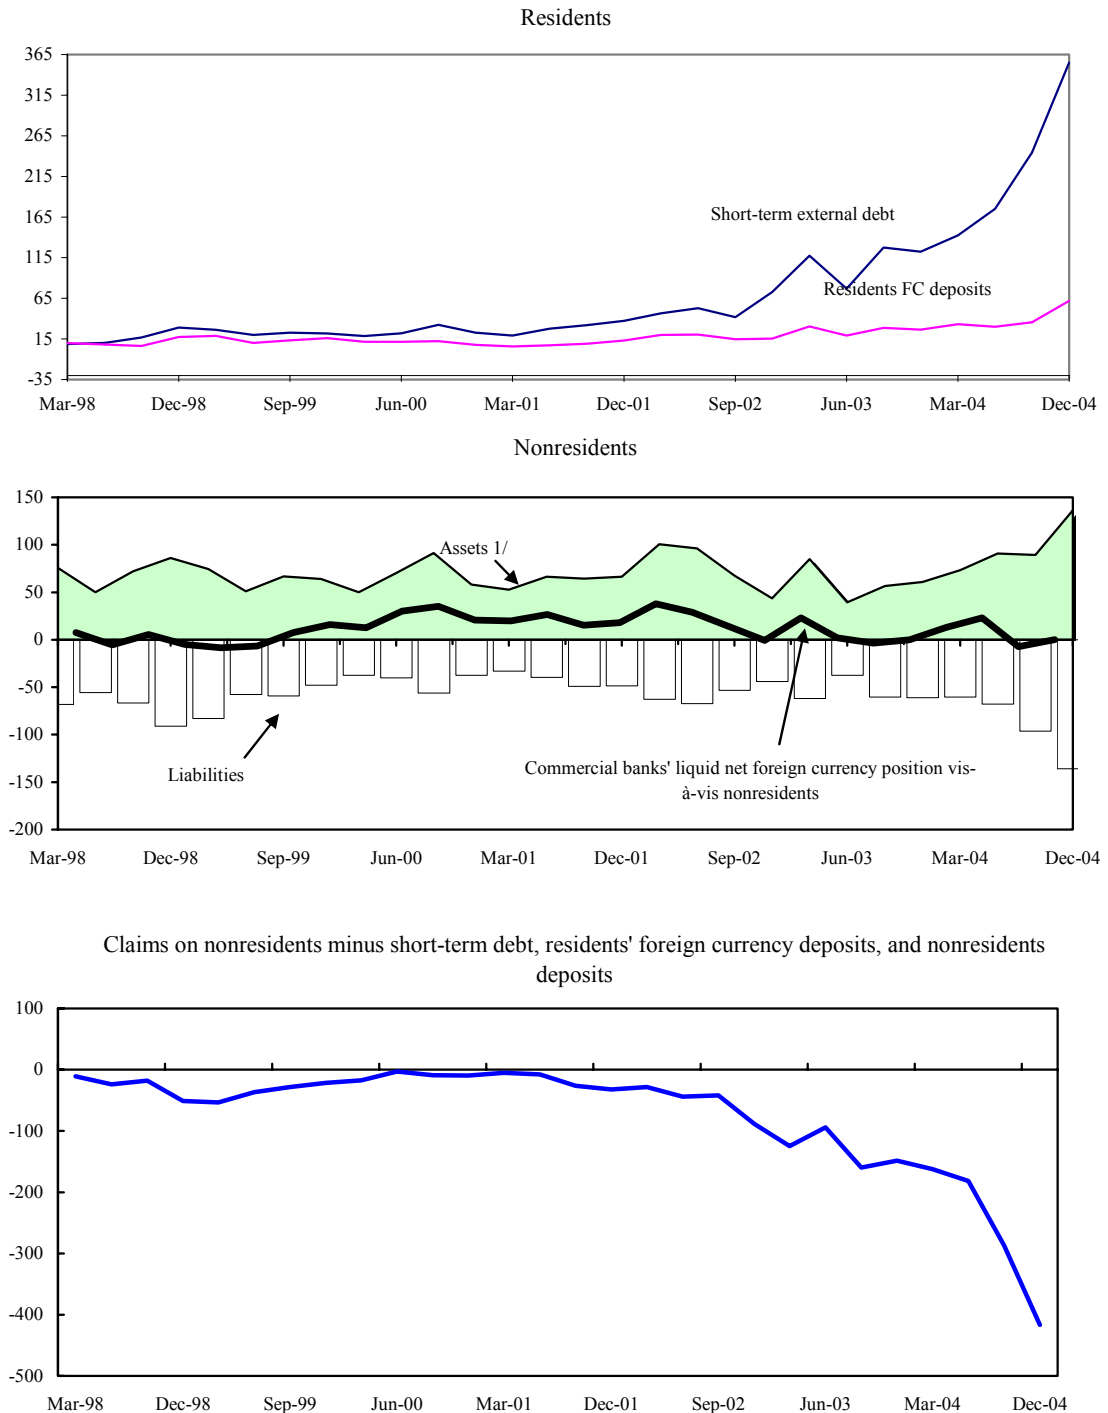 Residents
365
315
265
215
165
115
65
15
-35
Short-term external debt
Residents FC deposits
Mar-98 Dec-98 Sep-99 Jun-00 Mar-01 Dec-01 Sep-02 Jun-03 Mar-04 Dec-04
Nonresidents
150
100
50
0
-50
-100
-150
-200
Assets 1/
Liabilities
Commercial banks' liquid net foreign currency position vis-
à-vis nonresidents
Mar-98 Dec-98 Sep-99 Jun-00 Mar-01 Dec-01 Sep-02 Jun-03 Mar-04 Dec-04
Claims on nonresidents minus short-term debt, residents' foreign currency deposits, and nonresidents
deposits
100
0
-100
-200
-300
-400
-500
Mar-98 Dec-98 Sep-99 Jun-00 Mar-01 Dec-01 Sep-02 Jun-03 Mar-04 Dec-04